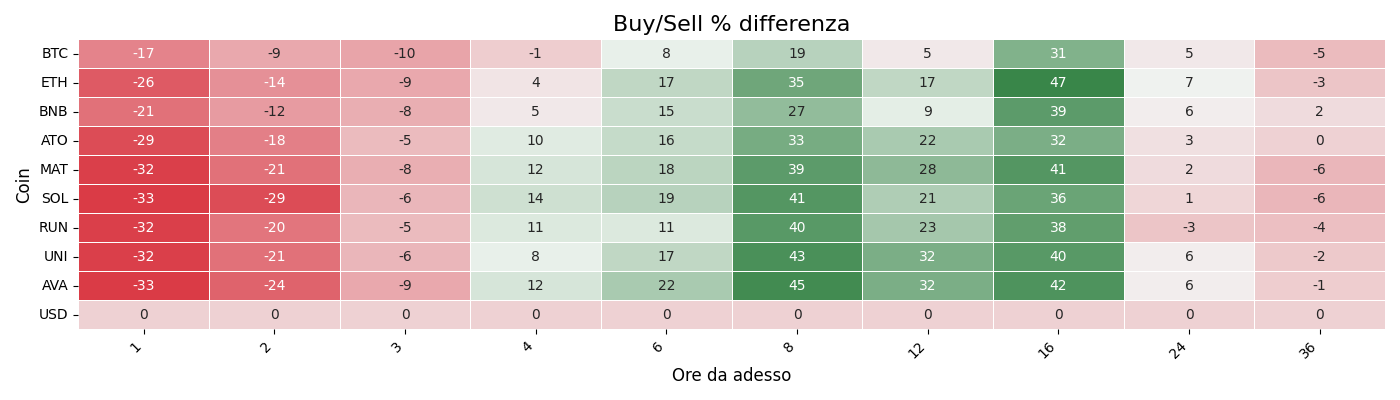 Buy/Sell % differenza
Coin
BTC -17 -9 -10 -1 8 19 5 31 5 -5
ETH -26 -14 -9 4 17 35 17 47 7 -3
BNB -21 -12 -8 5 15 27 9 39 6 2
ATO -29 -18 -5 10 16 33 22 32 3 0
MAT -32 -21 -8 12 18 39 28 41 2 -6
SOL -33 -29 -6 14 19 41 21 36 1 -6
RUN -32 -20 -5 11 11 40 23 38 -3 -4
UNI -32 -21 -6 8 17 43 32 40 6 -2
AVA -33 -24 -9 12 22 45 32 42 6 -1
USD 0 0 0 0 0 0 0 0 0 0
1 2 3 4 6 8 12 16 24 36
Ore da adesso